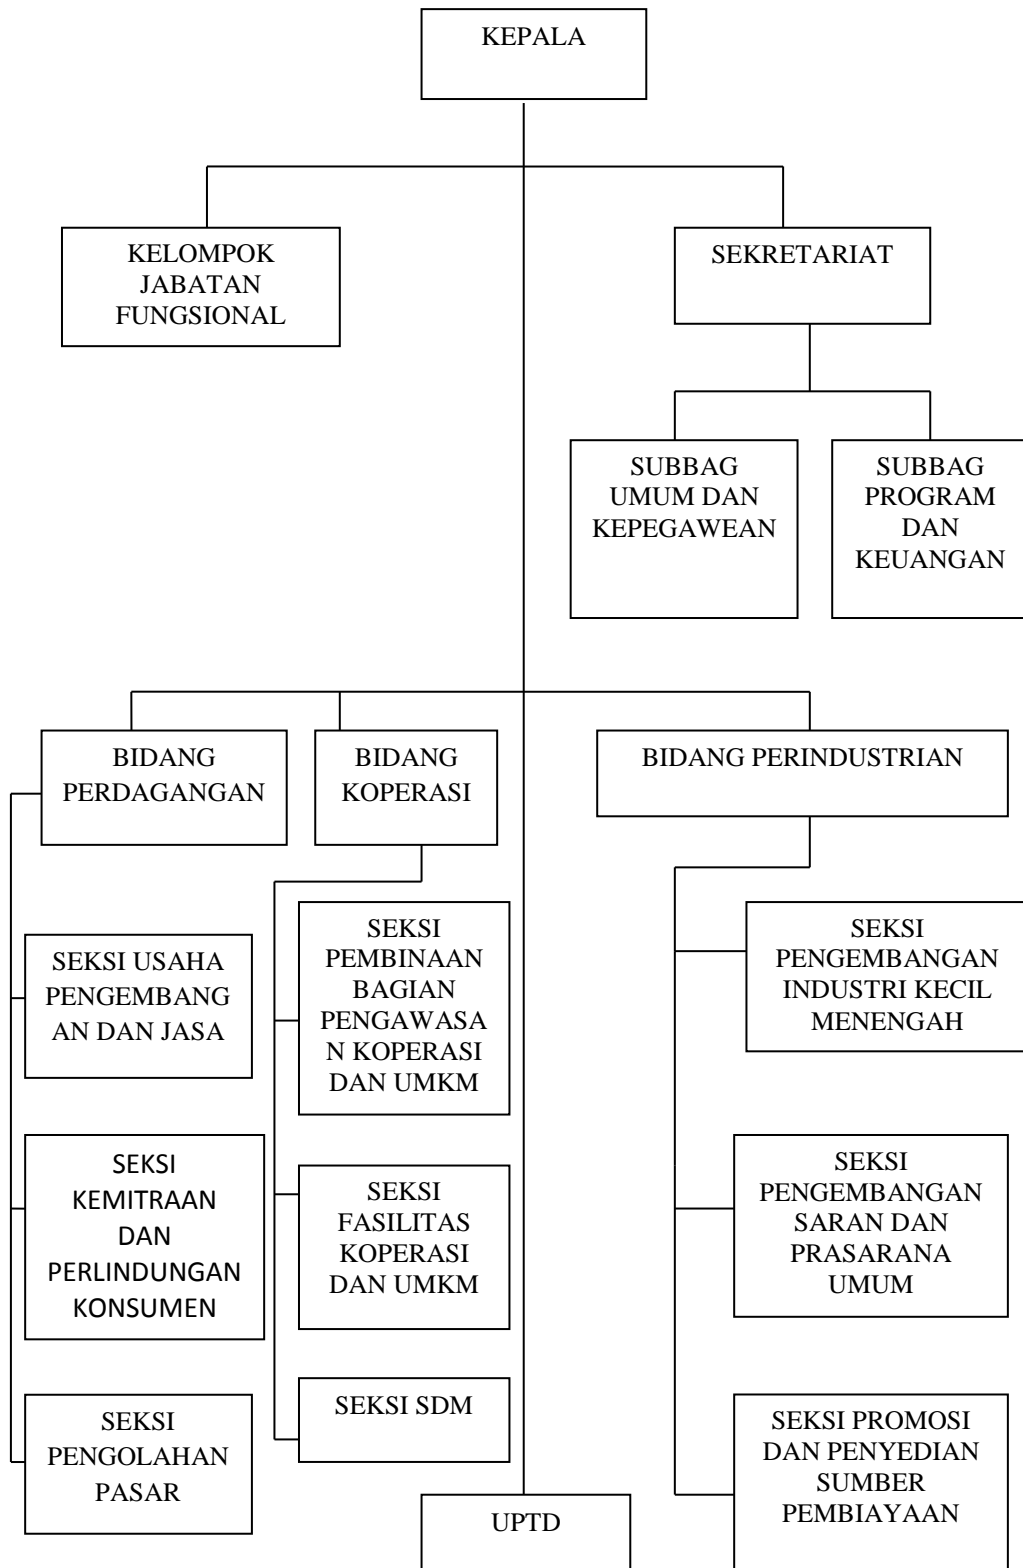 KEPALA
KELOMPOK
JABATAN
FUNGSIONAL
SEKRETARIAT
SUBBAG
UMUM DAN
KEPEGAWEAN
SUBBAG
PROGRAM
DAN
KEUANGAN
BIDANG
PERDAGANGAN
BIDANG
KOPERASI
BIDANG PERINDUSTRIAN
SEKSI USAHA
PENGEMBANG
AN DAN JASA
SEKSI
KEMITRAAN
DAN
PERLINDUNGAN
KONSUMEN
SEKSI
PENGOLAHAN
PASAR
SEKSI
PEMBINAAN
BAGIAN
PENGAWASA
N KOPERASI
DAN UMKM
SEKSI
FASILITAS
KOPERASI
DAN UMKM
SEKSI SDM
SEKSI
PENGEMBANGAN
INDUSTRI KECIL
MENENGAH
SEKSI
PENGEMBANGAN
SARAN DAN
PRASARANA
UMUM
SEKSI PROMOSI
DAN PENYEDIAN
SUMBER
PEMBIAYAAN
UPTD